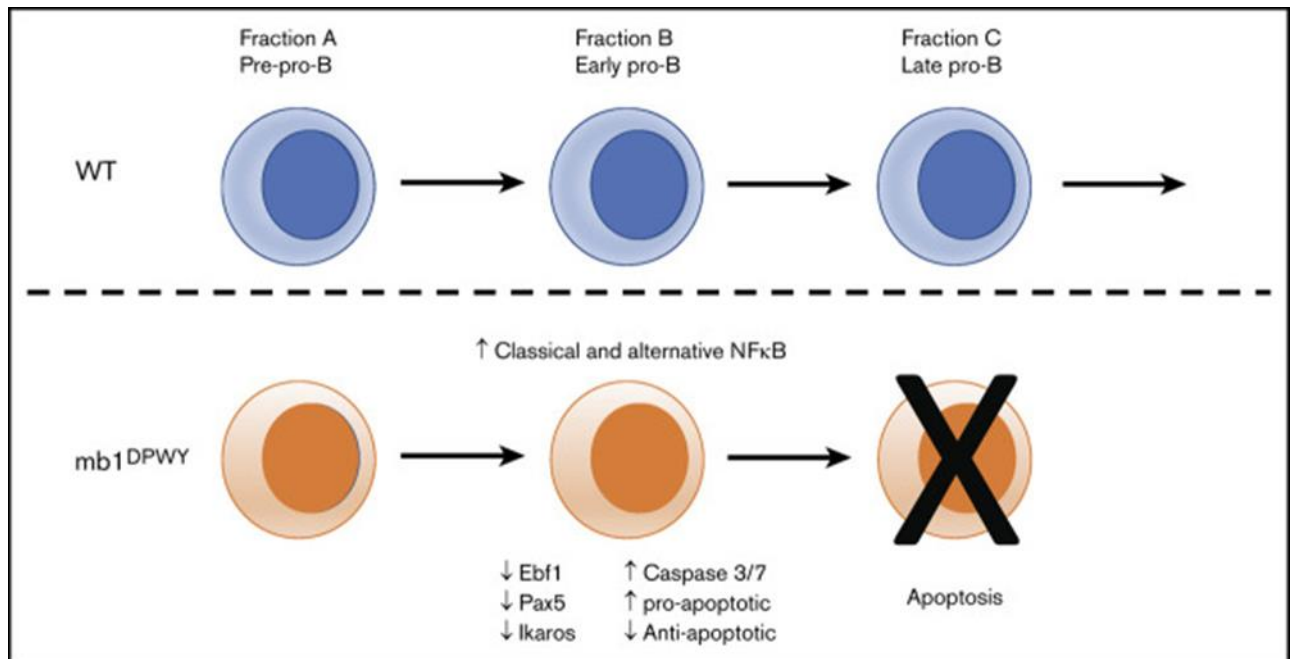 Fraction A
Pre-pro-B
Fraction B
Early pro-B
Fraction C
Late pro-B
WT
↑ Classical and alternative NFκB
mb1DPWY
↓ Ebf1
↓ Pax5
↓ Ikaros
↑ Caspase 3/7
↑ pro-apoptotic
↓ Anti-apoptotic
Apoptosis